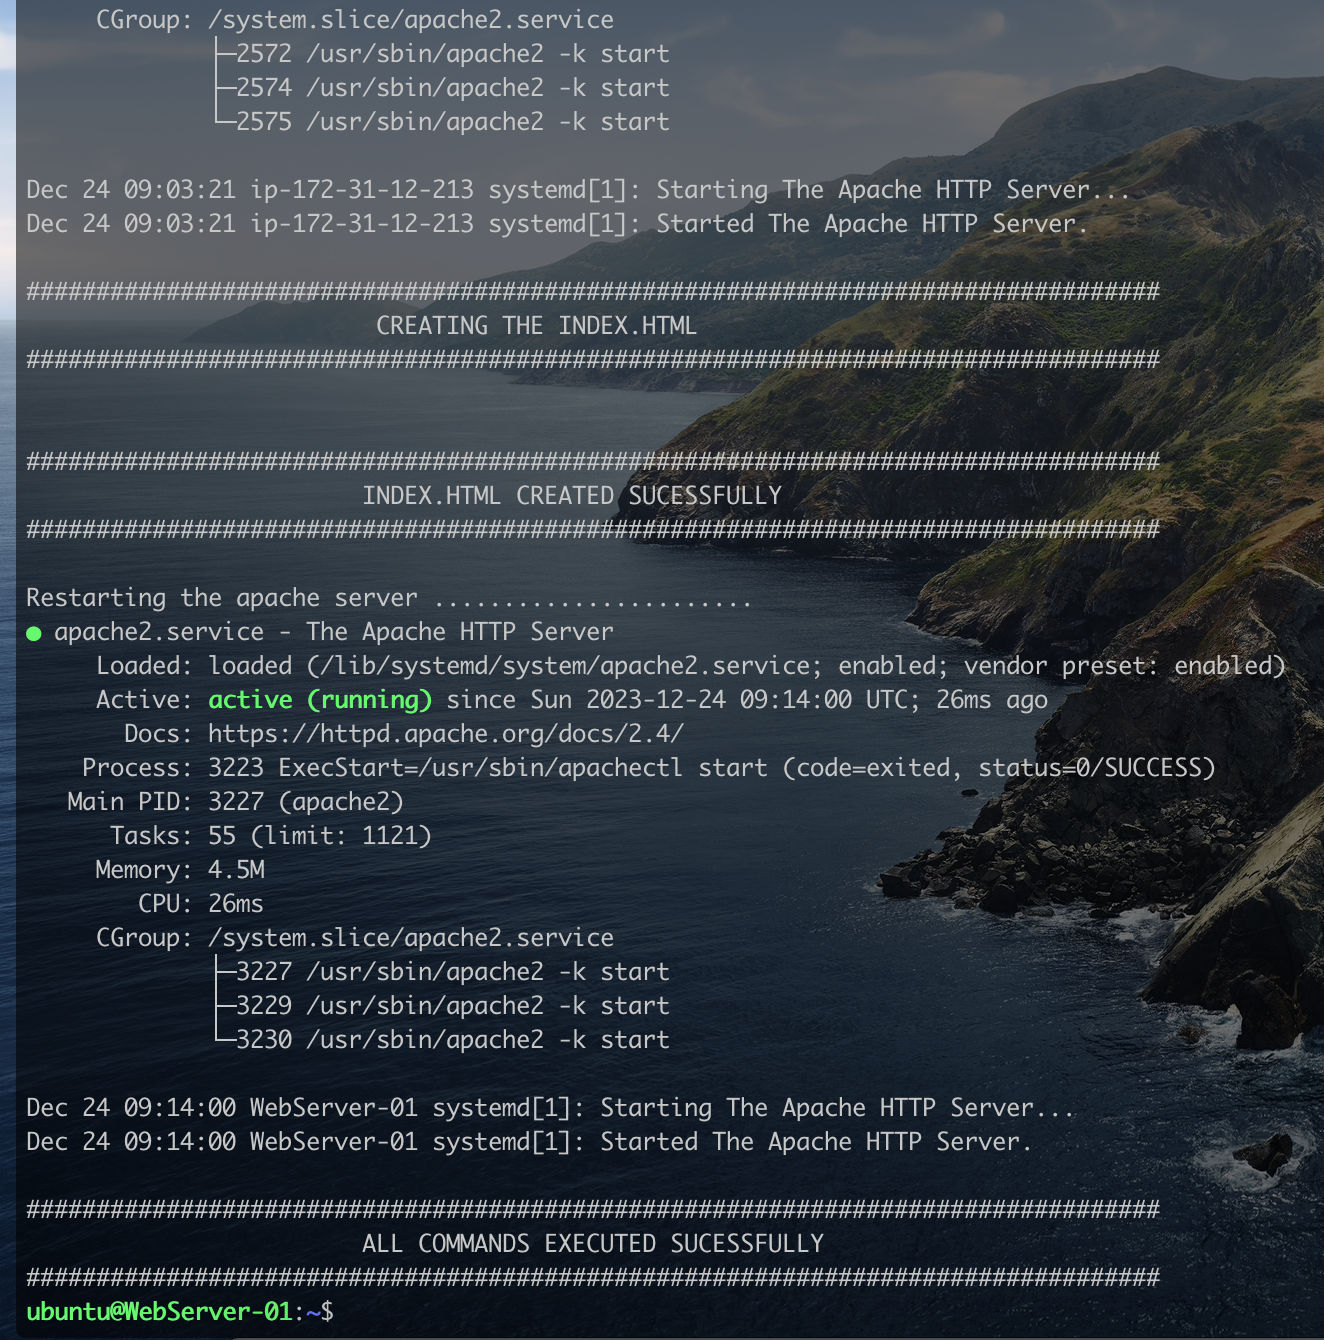 CGroup: /system.slice/apache2.service
├─2572 /usr/sbin/apache2 -k start
├─2574 /usr/sbin/apache2 -k start
└─2575 /usr/sbin/apache2 -k start
Dec 24 09:03:21 ip-172-31-12-213 systemd[1]: Starting The Apache HTTP Server...
Dec 24 09:03:21 ip-172-31-12-213 systemd[1]: Started The Apache HTTP Server.
#################################################################################
CREATING THE INDEX.HTML
#################################################################################
#################################################################################
INDEX.HTML CREATED SUCESSFULLY
#################################################################################
Restarting the apache server .......................
● apache2.service - The Apache HTTP Server
Loaded: loaded (/lib/systemd/system/apache2.service; enabled; vendor preset: enabled)
Active: active (running) since Sun 2023-12-24 09:14:00 UTC; 26ms ago
Docs: https://httpd.apache.org/docs/2.4/
Process: 3223 ExecStart=/usr/sbin/apachectl start (code=exited, status=0/SUCCESS)
Main PID: 3227 (apache2)
Tasks: 55 (limit: 1121)
Memory: 4.5M
CPU: 26ms
CGroup: /system.slice/apache2.service
├─3227 /usr/sbin/apache2 -k start
├─3229 /usr/sbin/apache2 -k start
└─3230 /usr/sbin/apache2 -k start
Dec 24 09:14:00 WebServer-01 systemd[1]: Starting The Apache HTTP Server...
Dec 24 09:14:00 WebServer-01 systemd[1]: Started The Apache HTTP Server.
#################################################################################
ALL COMMANDS EXECUTED SUCESSFULLY
#################################################################################
ubuntu@WebServer-01:~$